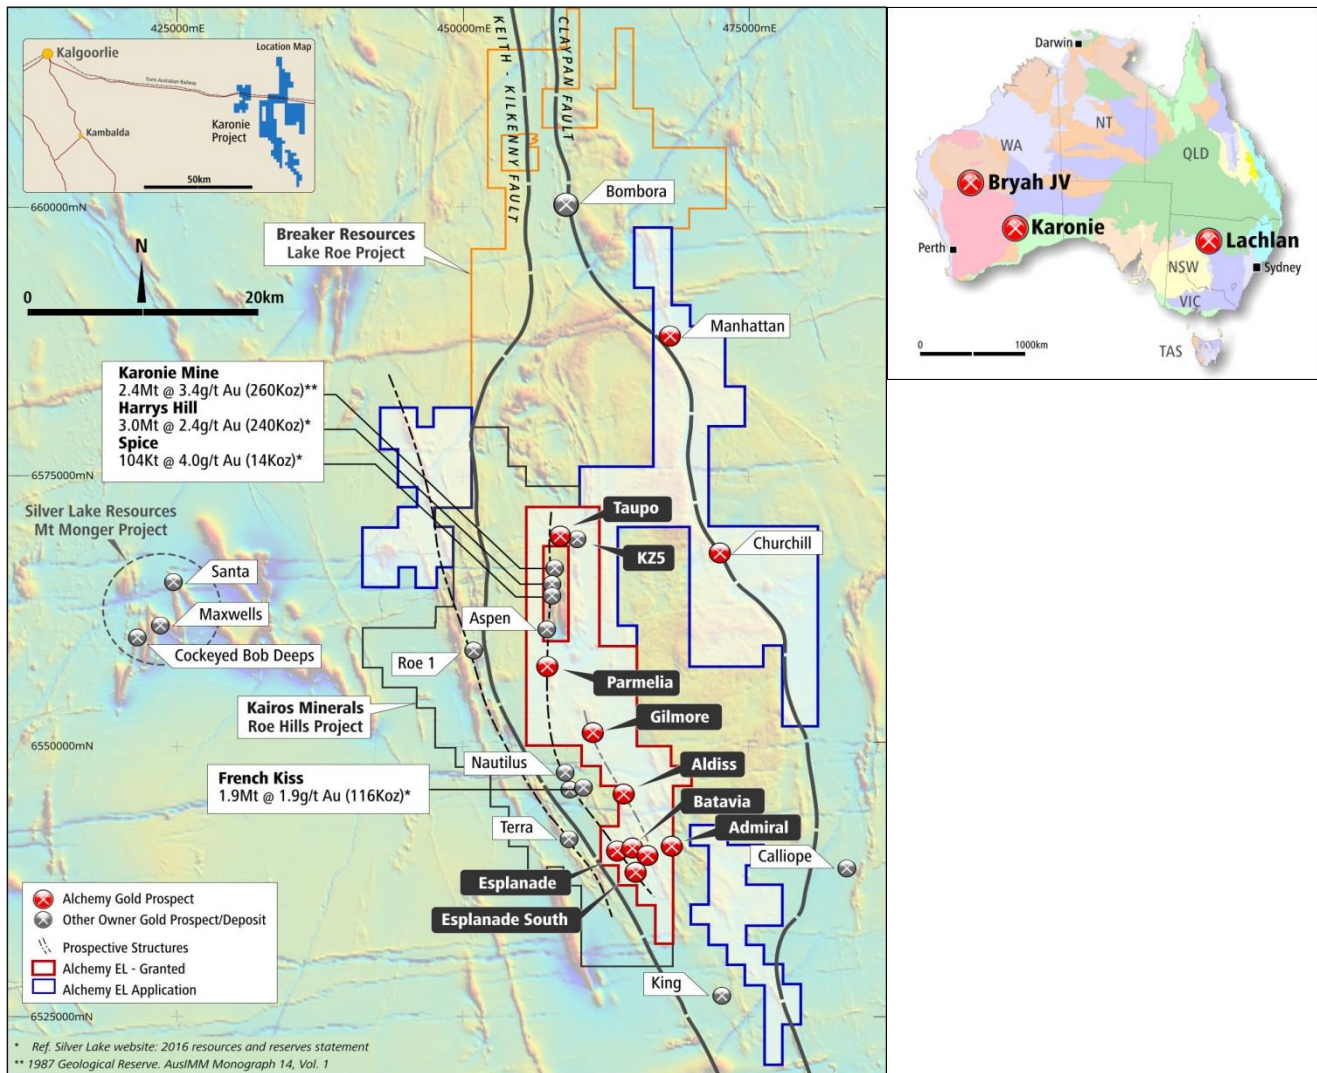 425000mE
450000mE
475000mE
Kalgoorlie
Location Map
Trans Australian Railway
Karonie
Project
Kambalda
50km
KEITH - KILKENNY FAULT
CLAYPAN FAULT
Bombora
660000mN
Breaker Resources
Lake Roe Project
N
0
20km
Manhattan
Karonie Mine
2.4Mt @ 3.4g/t Au (260Koz)**
Harrys Hill
3.0Mt @ 2.4g/t Au (240Koz)*
Spice
104Kt @ 4.0g/t Au (14Koz)*
6575000mN
Silver Lake Resources
Mt Monger Project
Taupo
KZ5
Churchill
Santa
Maxwells
Cockeyed Bob Deeps
Aspen
Roe 1
Parmelia
Kairos Minerals
Roe Hills Project
Gilmore
6550000mN
Nautilus
Aldiss
French Kiss
1.9Mt @ 1.9g/t Au (116Koz)*
Batavia
Terra
Admiral
Calliope
Esplanade
Esplanade South
King
Alchemy Gold Prospect
Other Owner Gold Prospect/Deposit
Prospective Structures
Alchemy EL - Granted
Alchemy EL Application
6525000mN
* Ref. Silver Lake website: 2016 resources and reserves statement
** 1987 Geological Reserve. AusIMM Monograph 14, Vol. 1
Darwin
NT
WA
QLD
Bryah JV
Karonie
Lachlan
Perth
NSW
Sydney
VIC
0
1000km
TAS